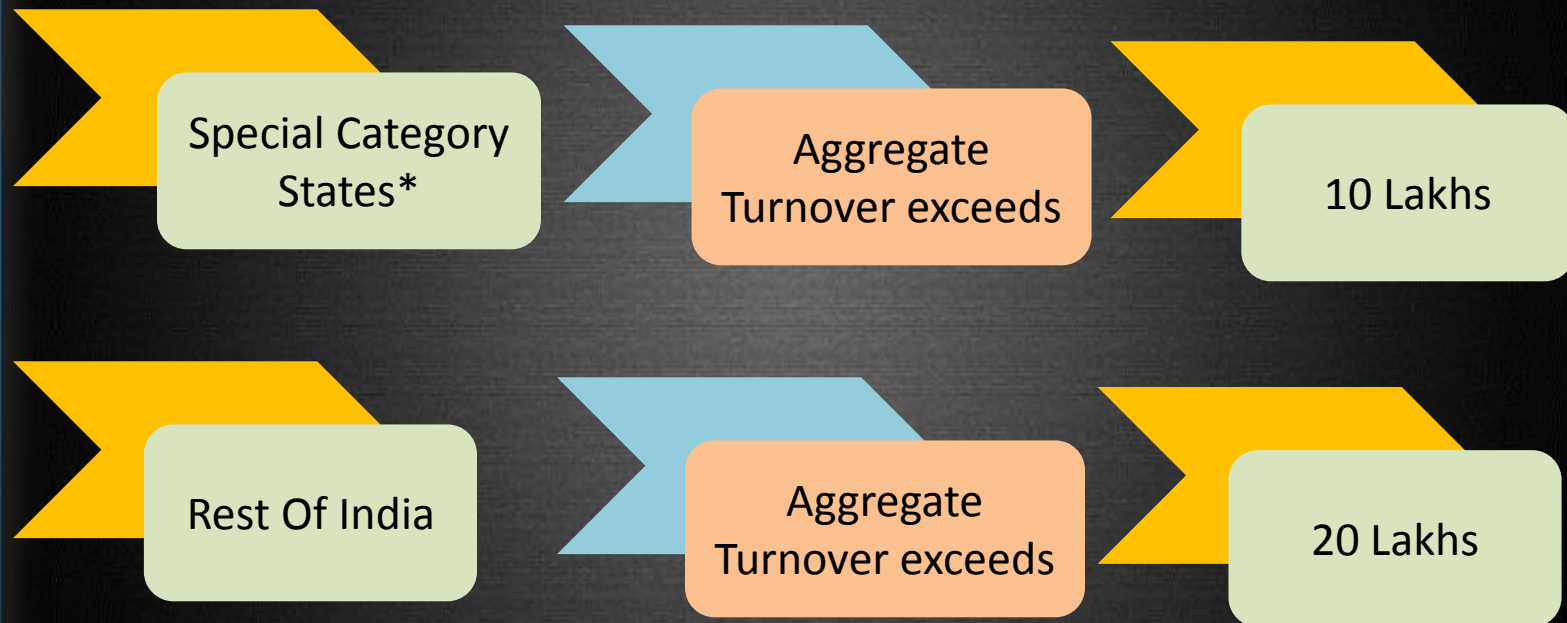 Special Category
States*
Aggregate
Turnover exceeds
10 Lakhs
Rest Of India
Aggregate
Turnover exceeds
20 Lakhs